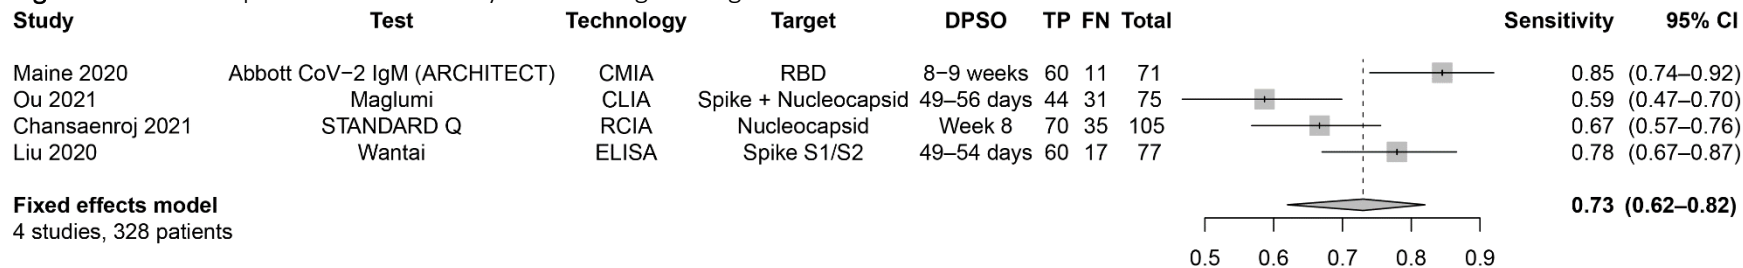 Study Test Technology Target DPSO TP FN Total Sensitivity 95% CI
Maine 2020 Abbott CoV−2 IgM (ARCHITECT) CMIA RBD 8−9 weeks 60 11 71 0.85 (0.74–0.92)
Ou 2021 Maglumi CLIA Spike + Nucleocapsid 49–56 days 44 31 75 0.59 (0.47–0.70)
Chansaenroj 2021 STANDARD Q RCIA Nucleocapsid Week 8 70 35 105 0.67 (0.57–0.76)
Liu 2020 Wantai ELISA Spike S1/S2 49–54 days 60 17 77 0.78 (0.67–0.87)
Fixed effects model 0.73 (0.62–0.82)
4 studies, 328 patients
0.5 0.6 0.7 0.8 0.9